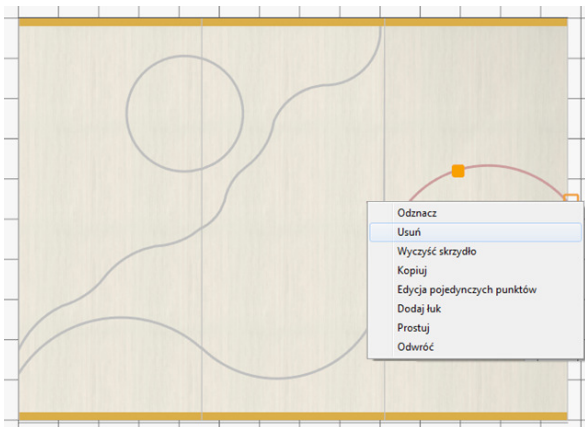 Odznacz
Usuń
Wyczyść skrzydło
Kopiuj
Edycja pojedynczych punktów
Dodaj łuk
Prostuj
Odwróć